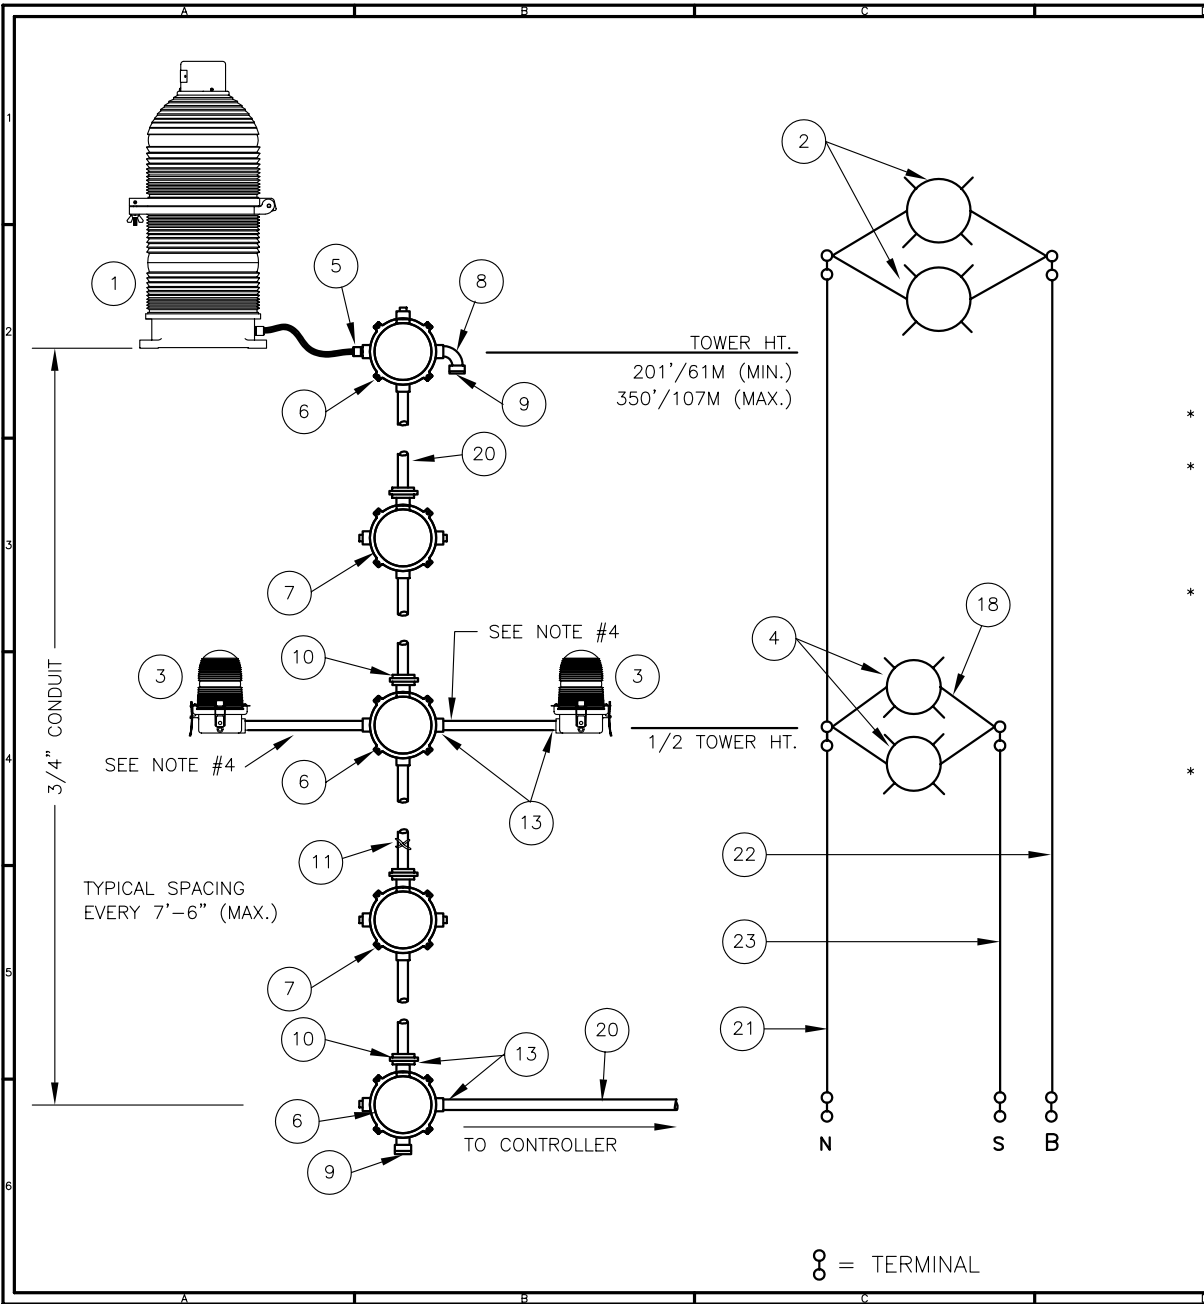 A B C
1
2
1 5 8
2
TOWER HT.
201'/61M (MIN.)
350'/107M (MAX.)
6 9
*
20
*
3
7
*
18
SEE NOTE #4
4
10
3 3
3/4" CONDUIT
1/2 TOWER HT.
4
SEE NOTE #4
*
6
13
11
22
TYPICAL SPACING
EVERY 7'-6" (MAX.)
23
5
7
21
20
10 13
6
TO CONTROLLER
N S B
9
6
= TERMINAL
A B C